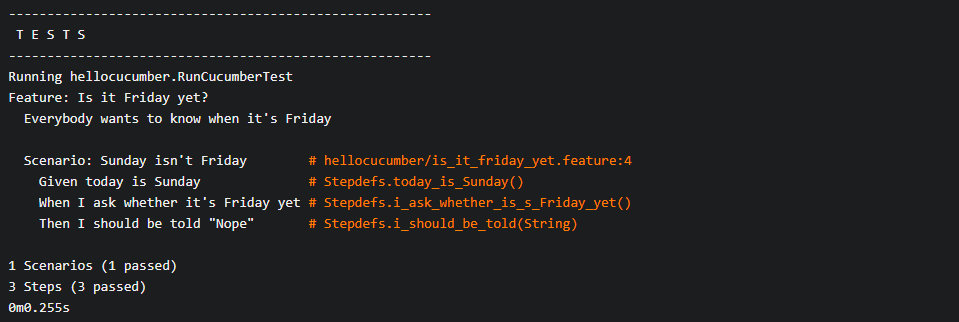 -------------------------------------------------------
 T E S T S
-------------------------------------------------------
Running hellocucumber.RunCucumberTest
Feature: Is it Friday yet?
  Everybody wants to know when it's Friday

  Scenario: Sunday isn't Friday        # hellocucumber/is_it_friday_yet.feature:4
    Given today is Sunday              # Stepdefs.today_is_Sunday()
    When I ask whether it's Friday yet # Stepdefs.i_ask_whether_is_s_Friday_yet()
    Then I should be told "Nope"       # Stepdefs.i_should_be_told(String)

1 Scenarios (1 passed)
3 Steps (3 passed)
0m0.255s